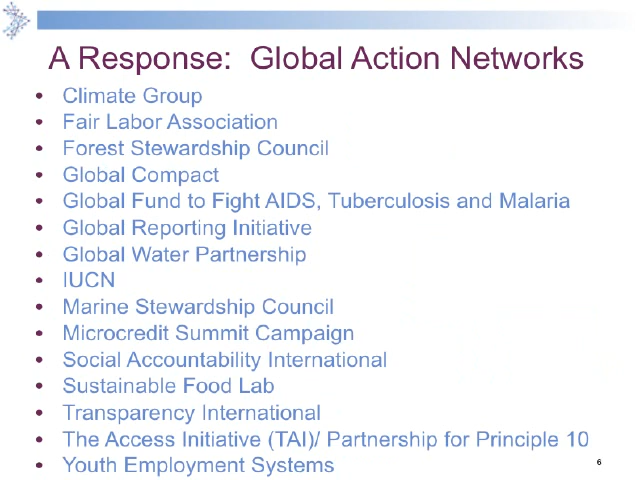 A Response:  Global Action Networks
• Climate Group
• Fair Labor Association
• Forest Stewardship Council
• Global Compact
• Global Fund to Fight AIDS, Tuberculosis and Malaria
• Global Reporting Initiative
• Global Water Partnership
• IUCN
• Marine Stewardship Council
• Microcredit Summit Campaign
• Social Accountability International
• Sustainable Food Lab
• Transparency International
• The Access Initiative (TAI)/ Partnership for Principle 10
• Youth Employment Systems
6